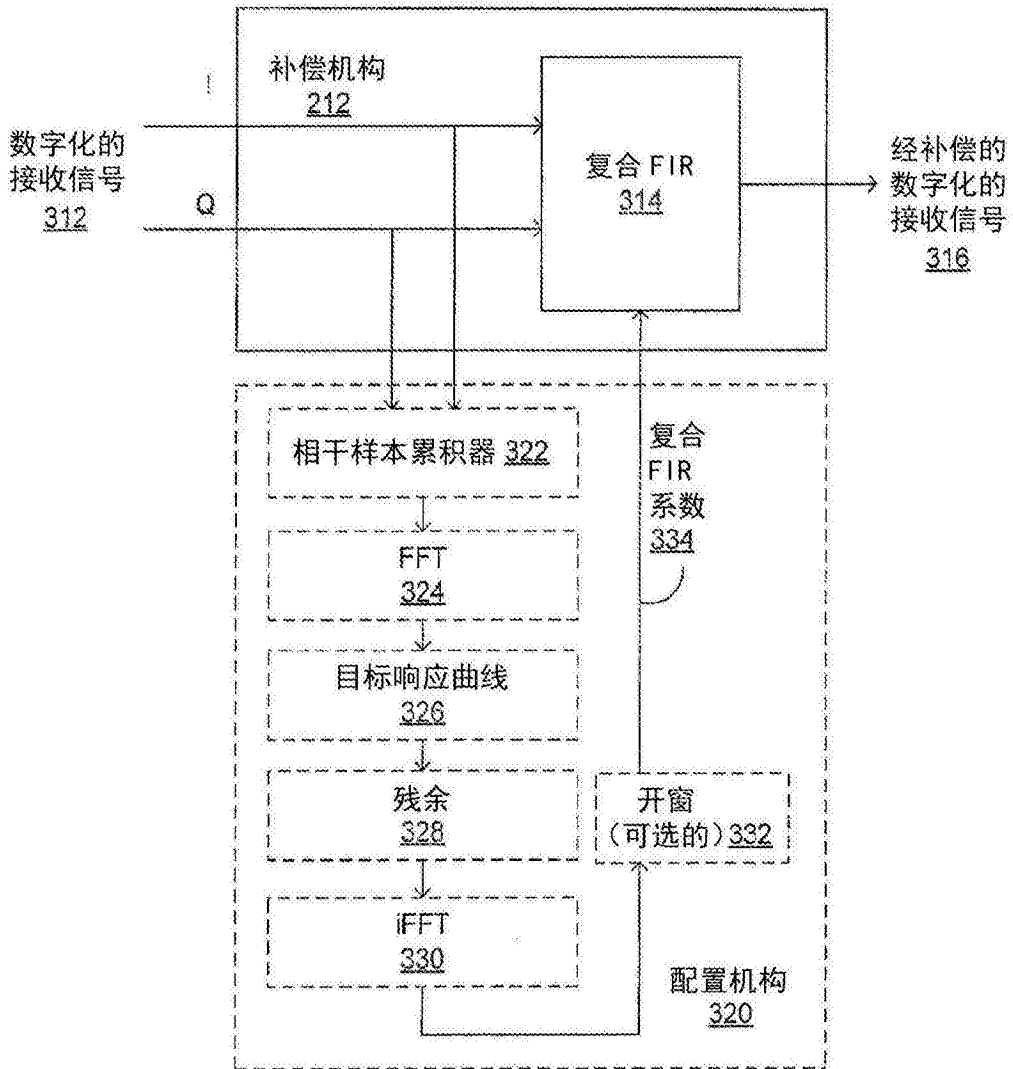 I
补偿机构
212
数字化的
接收信号
312
Q
复合 FIR
314
经补偿的
数字化的
接收信号
316
相干样本累积器 322
复合
FIR
系数
334
FFT
324
目标响应曲线
326
残余
328
开窗
(可选的) 332
iFFT
330
配置机构
320